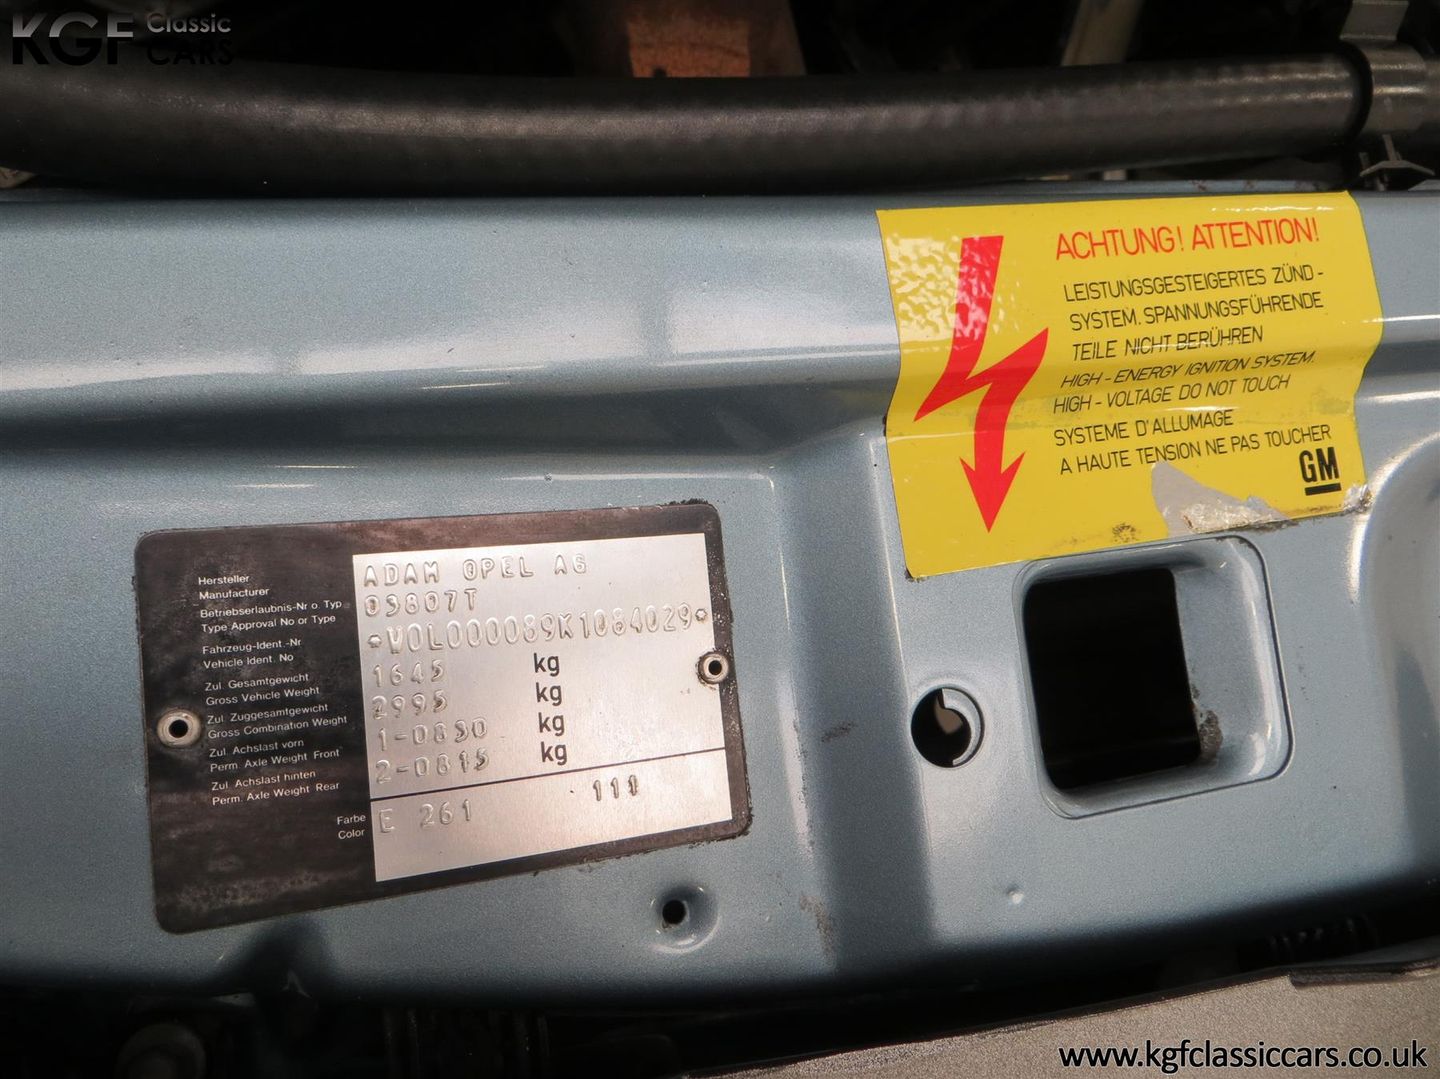 KGF Classic
CARS
ACHTUNG! ATTENTION!
LEISTUNGSGESTEIGERTES ZÜND-
SYSTEM. SPANNUNGSFÜHRENDE
TEILE NICHT BERÜHREN
HIGH-ENERGY IGNITION SYSTEM.
HIGH-VOLTAGE DO NOT TOUCH
SYSTEME D'ALLUMAGE
A HAUTE TENSION NE PAS TOUCHER
GM
Hersteller
Manufacturer
ADAM OPEL AG
Betriebserlaubnis-Nr o. Typ
Type Approval No or Type
D3807T
Fahrzeug-Ident.-Nr
Vehicle Ident. No
*W0L000089K1084029*
Zul. Gesamtgewicht
Gross Vehicle Weight
1645 kg
Zul. Zuggesamtgewicht
Gross Combination Weight
2995 kg
Zul. Achslast vorn
Perm. Axle Weight Front
1-0830 kg
Zul. Achslast hinten
Perm. Axle Weight Rear
2-0815 kg
Farbe
Color
E 261 111
www.kgfclassiccars.co.uk